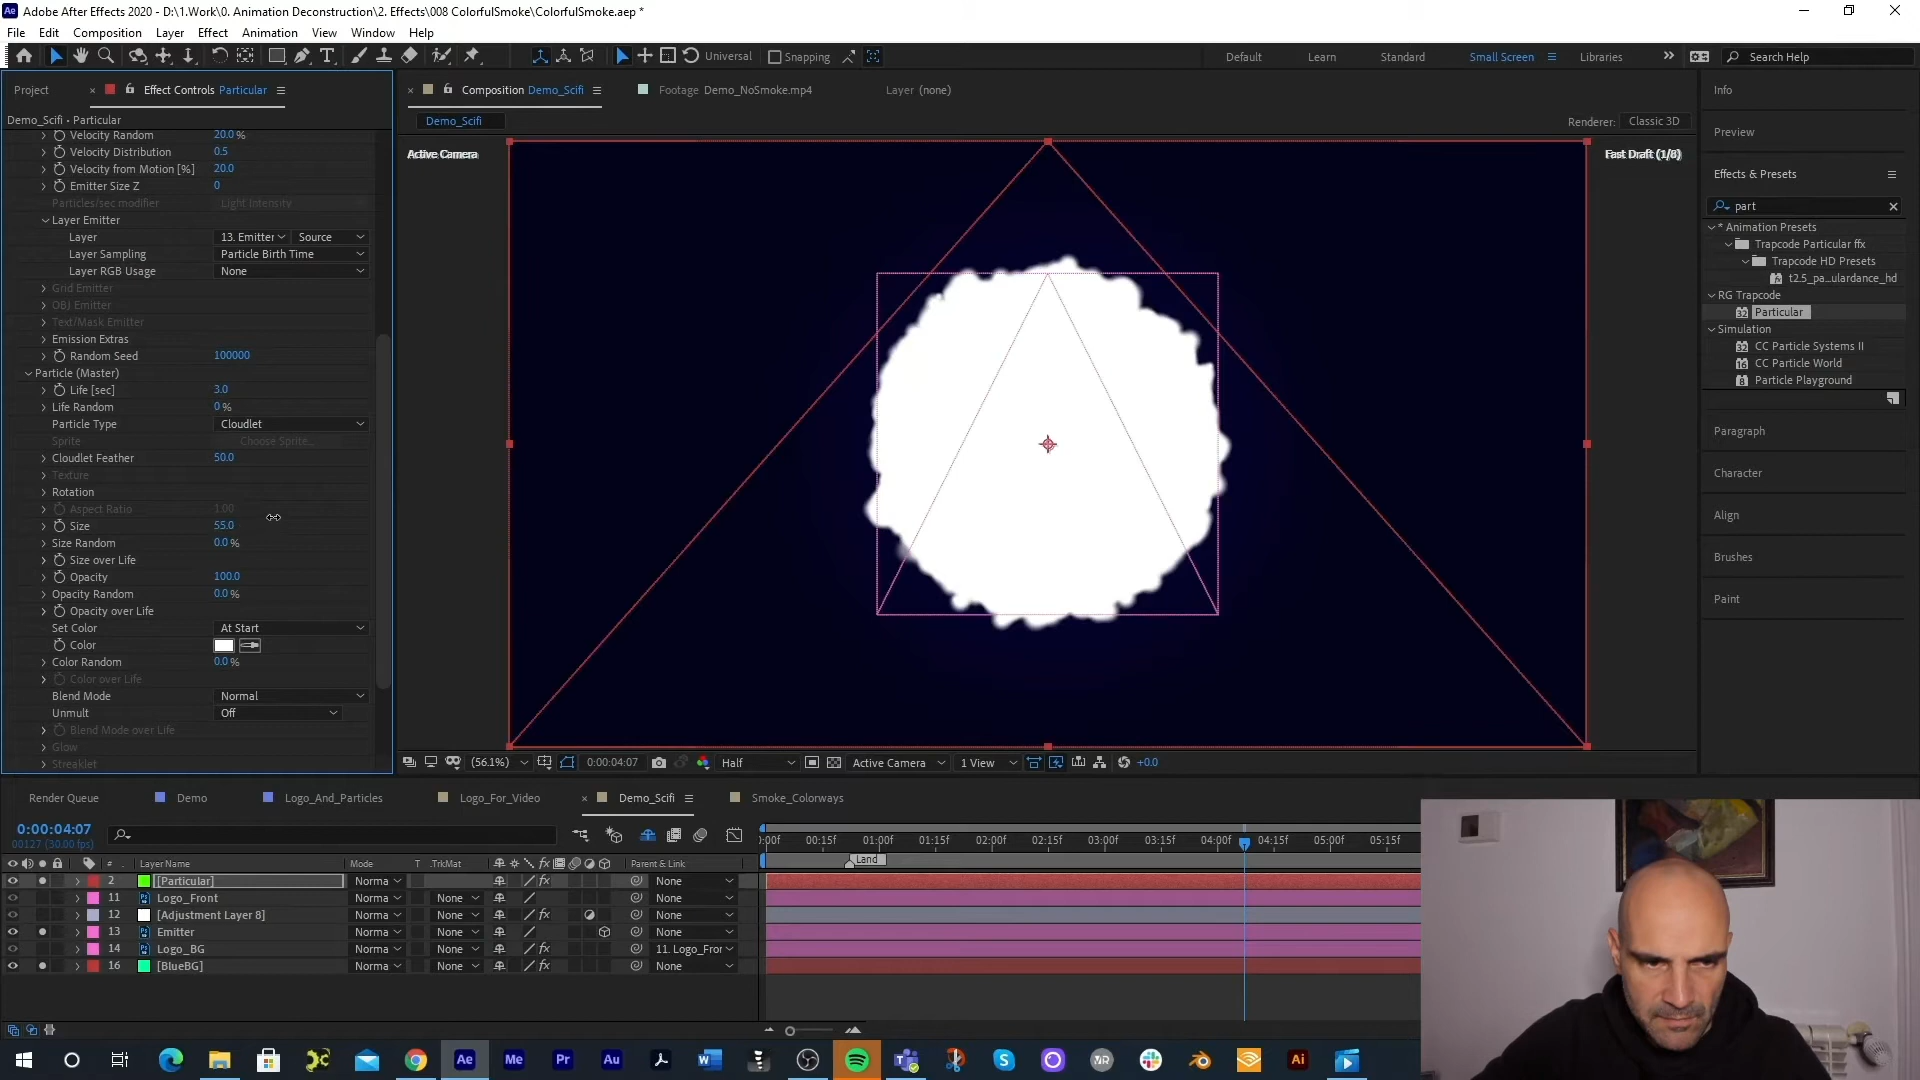 Adobe After Effects 2020 - D:\1.Work\0. Animation Deconstruction\2. Effects\008 ColorfulSmoke\ColorfulSmoke.aep *
File Edit Composition Layer Effect Animation View Window Help
Universal Snapping Default Learn Standard Small Screen Libraries Search Help
Project Effect Controls Particular Composition Demo_Scifi Footage Demo_NoSmoke.mp4 Layer (none)
Demo_Scifi • Particular
Demo_Scifi Renderer: Classic 3D
Active Camera Fast Draft (1/8)
Velocity Random 20.0 %
Velocity Distribution 0.5
Velocity from Motion [%] 20.0
Emitter Size Z 0
Particles/sec modifier Light Intensity
Layer Emitter
Layer 13. Emitter Source
Layer Sampling Particle Birth Time
Layer RGB Usage None
Grid Emitter
OBJ Emitter
Text/Mask Emitter
Emission Extras
Random Seed 100000
Particle (Master)
Life [sec] 3.0
Life Random 0 %
Particle Type Cloudlet
Sprite Choose Sprite...
Cloudlet Feather 50.0
Texture
Rotation
Aspect Ratio 1.00
Size 55.0
Size Random 0.0 %
Size over Life
Opacity 100.0
Opacity Random 0.0 %
Opacity over Life
Set Color At Start
Color
Color Random 0.0 %
Color over Life
Blend Mode Normal
Unmult Off
Blend Mode over Life
Glow
Streaklet
(56.1%) 0:00:04:07 Half Active Camera 1 View +0.0
Info
Preview
Effects & Presets
part
* Animation Presets
Trapcode Particular ffx
Trapcode HD Presets
t2.5_pa...ulardance_hd
RG Trapcode
32 Particular
Simulation
32 CC Particle Systems II
16 CC Particle World
8 Particle Playground
Paragraph
Character
Align
Brushes
Paint
Render Queue Demo Logo_And_Particles Logo_For_Video Demo_Scifi Smoke_Colorways
0:00:04:07
00127 (30.00 fps)
:00f 00:15f 01:00f 01:15f 02:00f 02:15f 03:00f 03:15f 04:00f 04:15f 05:00f 05:15f
Land
# Layer Name Mode T .TrkMat fx Parent & Link
2 [Particular] Norma fx None
11 Logo_Front Norma None None
12 [Adjustment Layer 8] Norma None fx None
13 Emitter Norma None None
14 Logo_BG Norma None fx 11. Logo_Fror
16 [BlueBG] Norma None fx None
Ae Me Pr Au W S VR Ai